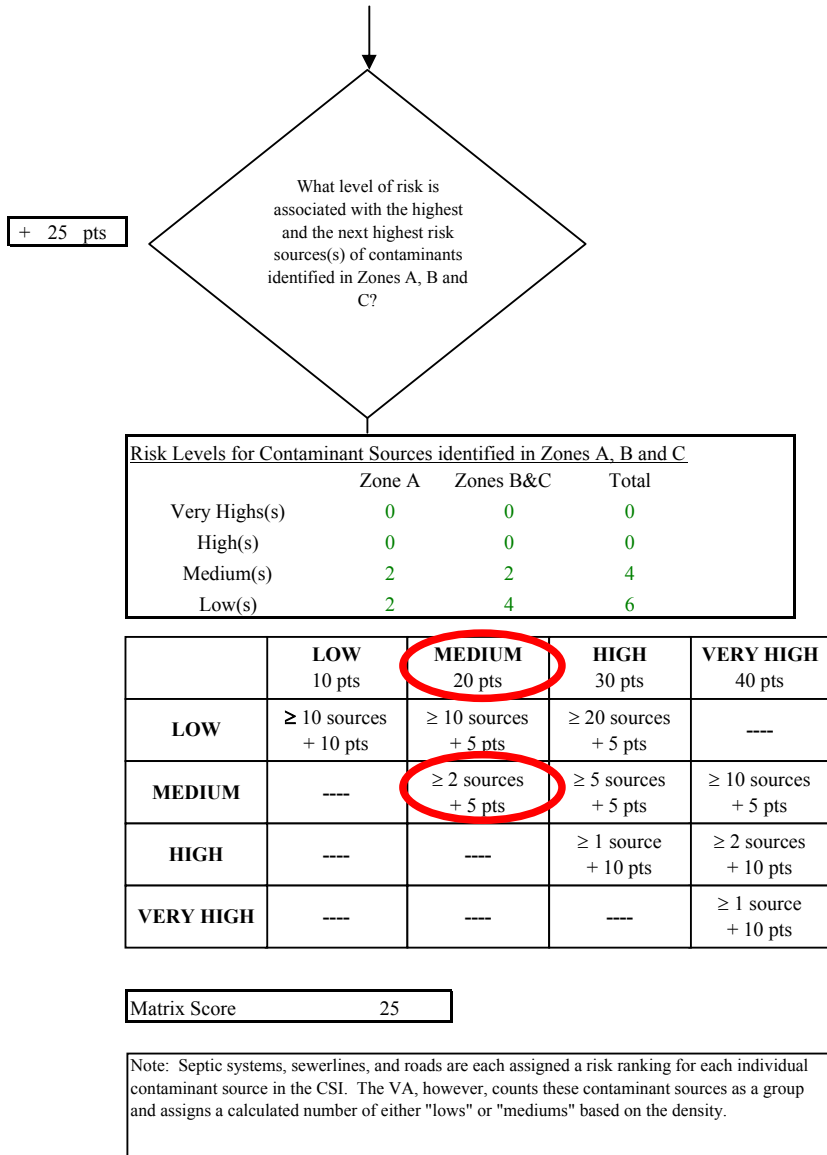 What level of risk is
associated with the highest
and the next highest risk
sources(s) of contaminants
identified in Zones A, B and
C?
+ 25 pts
Risk Levels for Contaminant Sources identified in Zones A, B and C
Zone A Zones B&C Total
Very Highs(s) 0 0 0
High(s) 0 0 0
Medium(s) 2 2 4
Low(s) 2 4 6
LOW MEDIUM HIGH VERY HIGH
10 pts 20 pts 30 pts 40 pts
LOW ≥ 10 sources ≥ 10 sources ≥ 20 sources ----
+ 10 pts + 5 pts + 5 pts
MEDIUM ---- ≥ 2 sources ≥ 5 sources ≥ 10 sources
+ 5 pts + 5 pts + 5 pts
HIGH ---- ---- ≥ 1 source ≥ 2 sources
+ 10 pts + 10 pts
VERY HIGH ---- ---- ---- ≥ 1 source
+ 10 pts
Matrix Score 25
Note: Septic systems, sewerlines, and roads are each assigned a risk ranking for each individual
contaminant source in the CSI. The VA, however, counts these contaminant sources as a group
and assigns a calculated number of either "lows" or "mediums" based on the density.